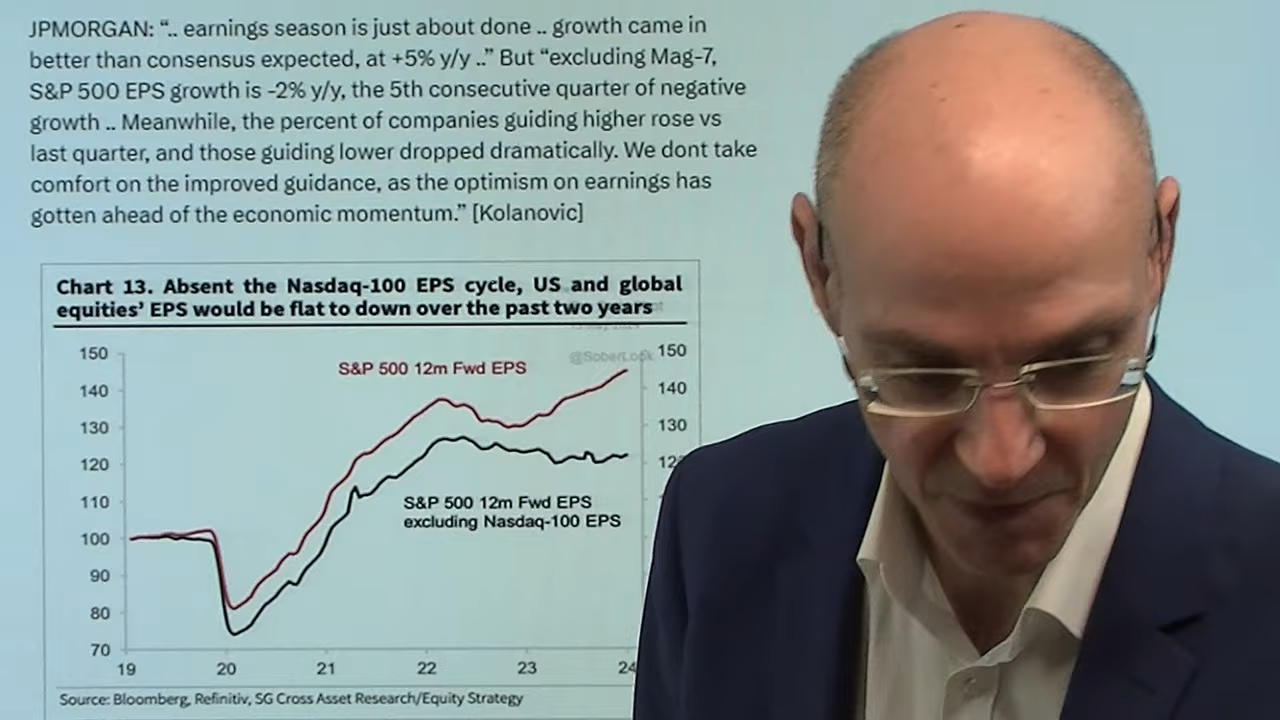 JPMORGAN: “.. earnings season is just about done .. growth came in
better than consensus expected, at +5% y/y ..” But “excluding Mag-7,
S&P 500 EPS growth is -2% y/y, the 5th consecutive quarter of negative
growth .. Meanwhile, the percent of companies guiding higher rose vs
last quarter, and those guiding lower dropped dramatically. We dont take
comfort on the improved guidance, as the optimism on earnings has
gotten ahead of the economic momentum.” [Kolanovic]
Chart 13. Absent the Nasdaq-100 EPS cycle, US and global
equities’ EPS would be flat to down over the past two years
@SoberLook
S&P 500 12m Fwd EPS
S&P 500 12m Fwd EPS
excluding Nasdaq-100 EPS
150
140
130
120
110
100
90
80
70
150
140
130
19
20
21
22
23
24
Source: Bloomberg, Refinitiv, SG Cross Asset Research/Equity Strategy